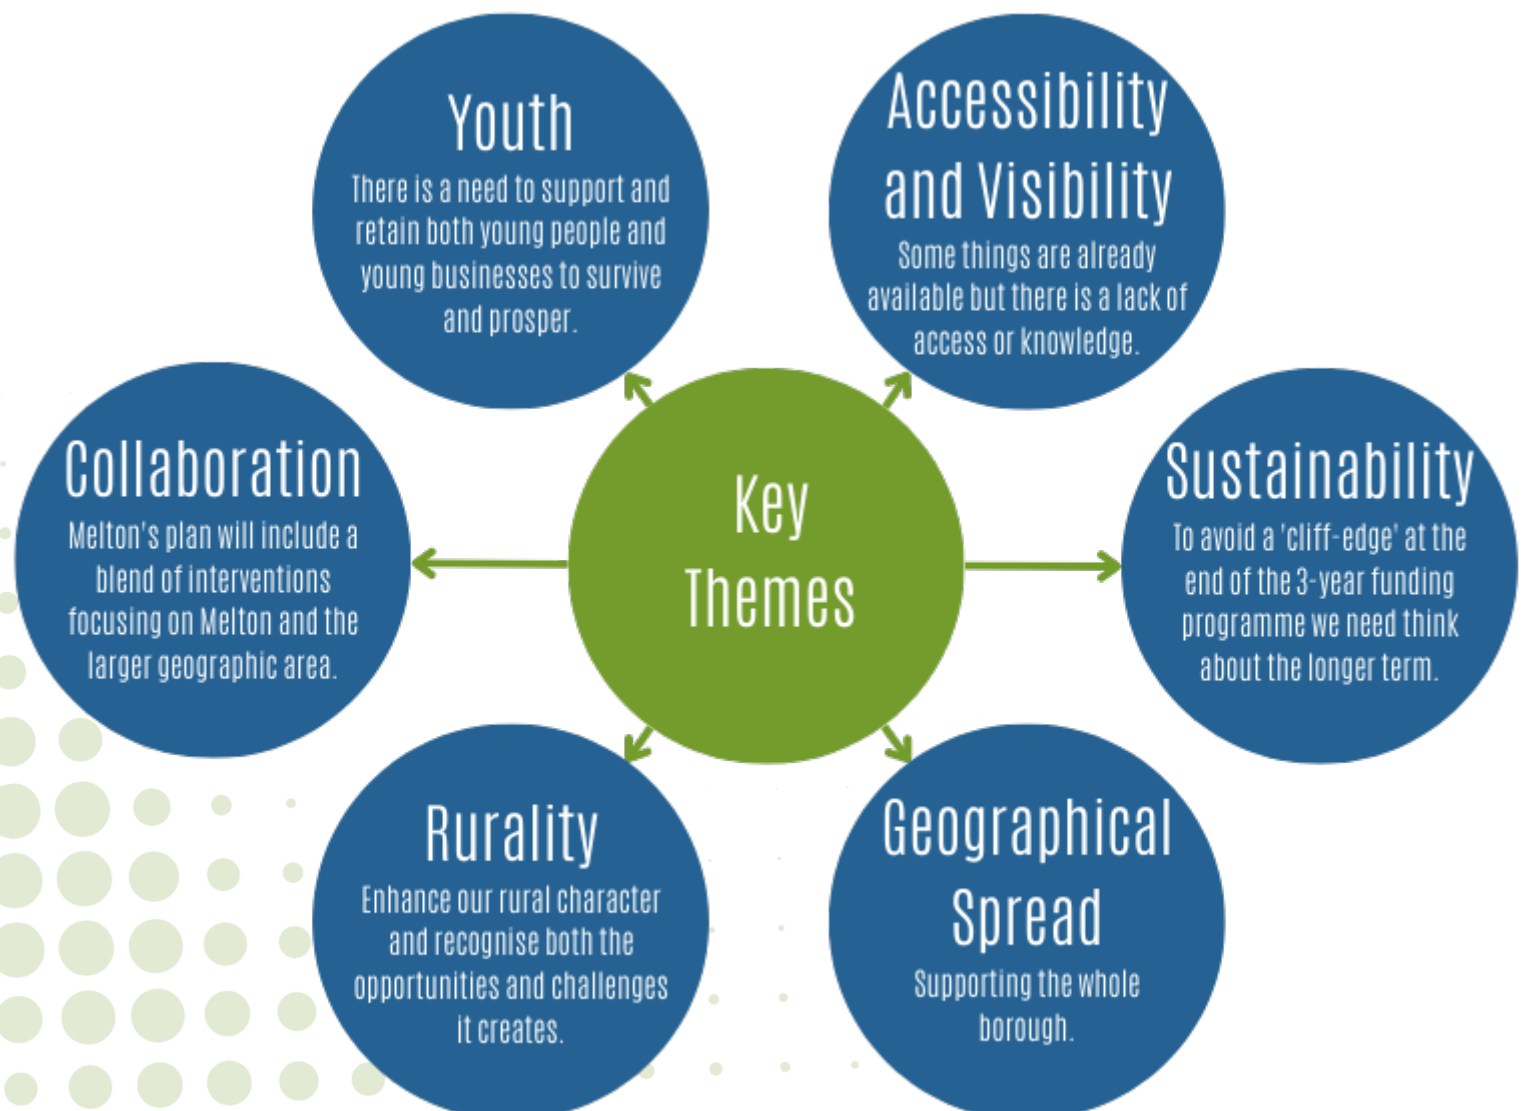 Youth
There is a need to support and
retain both young people and
young businesses to survive
and prosper.
Accessibility
and Visibility
Some things are already
available but there is a lack of
access or knowledge.
Collaboration
Melton's plan will include a
blend of interventions
focusing on Melton and the
larger geographic area.
Key
Themes
Sustainability
To avoid a 'cliff-edge' at the
end of the 3-year funding
programme we need think
about the longer term.
Rurality
Enhance our rural character
and recognise both the
opportunities and challenges
it creates.
Geographical
Spread
Supporting the whole
borough.